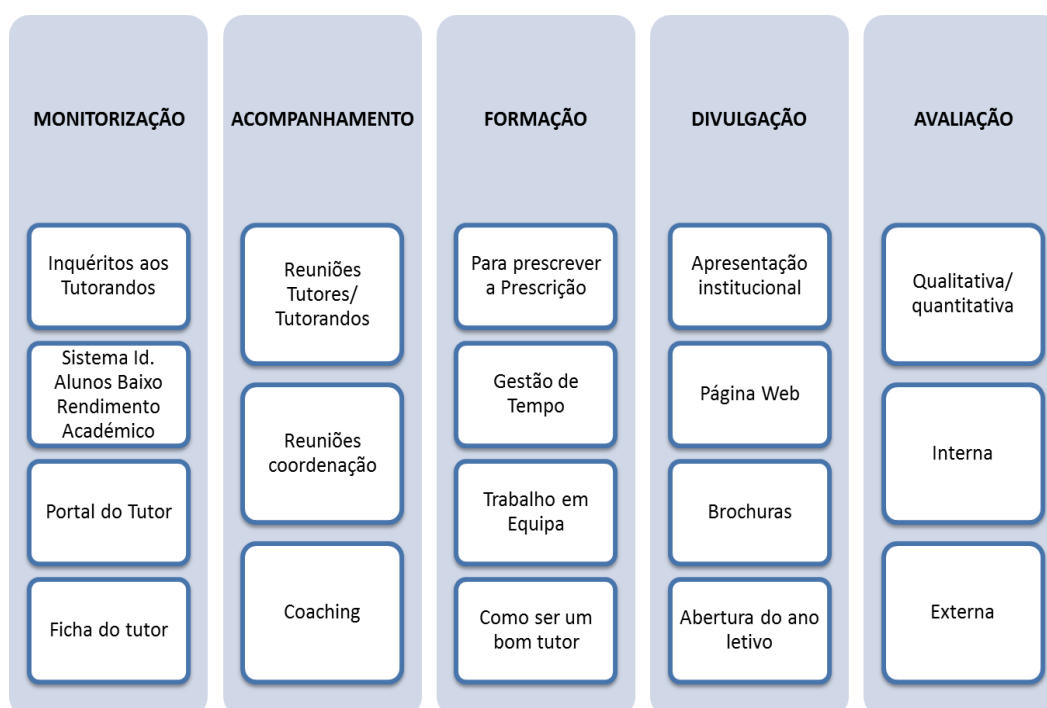 MONITORIZAÇÃO
Inquéritos aos
Tutorandos
Sistema Id.
Alunos Baixo
Rendimento
Académico
Portal do Tutor
Ficha do tutor
ACOMPANHAMENTO
Reuniões
Tutores/
Tutorandos
Reuniões
coordenação
Coaching
FORMAÇÃO
Para prescrever
a Prescrição
Gestão de
Tempo
Trabalho em
Equipa
Como ser um
bom tutor
DIVULGAÇÃO
Apresentação
institucional
Página Web
Brochuras
Abertura do ano
letivo
AVALIAÇÃO
Qualitativa/
quantitativa
Interna
Externa